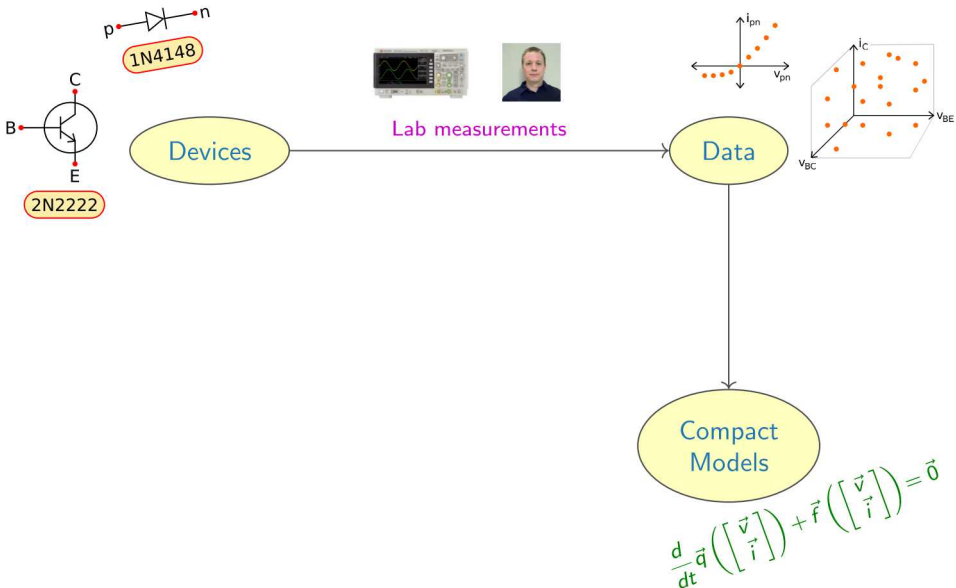 p
n
1N4148
C
B
E
2N2222
Devices
Lab measurements
i_pn
v_pn
i_C
v_BE
v_BC
Data
Compact
Models
d/dt q⃗([v⃗ i⃗]) + f⃗([v⃗ i⃗]) = 0⃗